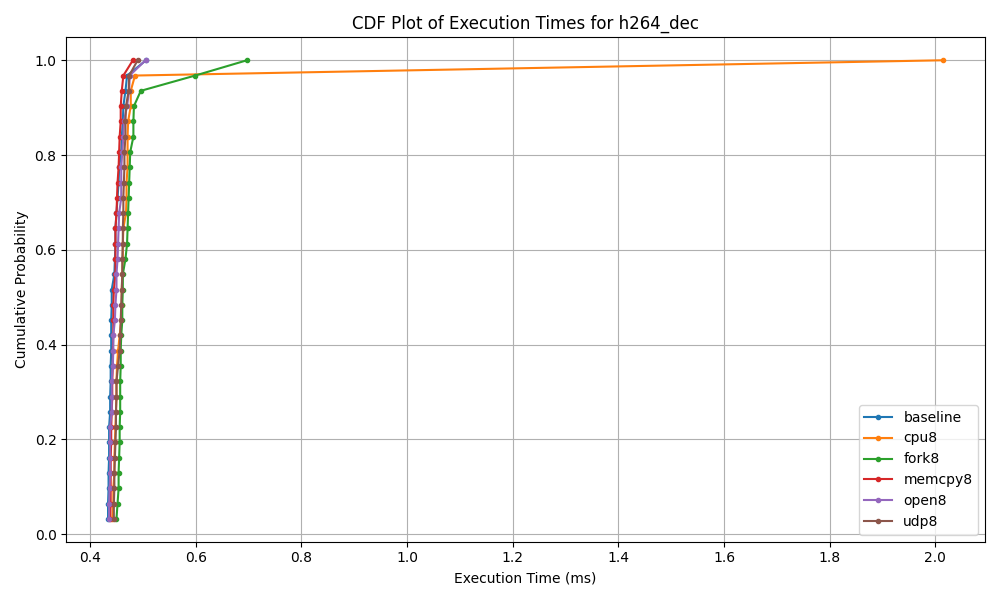 CDF Plot of Execution Times for h264_dec
Cumulative Probability
1.0
0.8
0.6
0.4
0.2
0.0
0.4 0.6 0.8 1.0 1.2 1.4 1.6 1.8 2.0
Execution Time (ms)
baseline
cpu8
fork8
memcpy8
open8
udp8